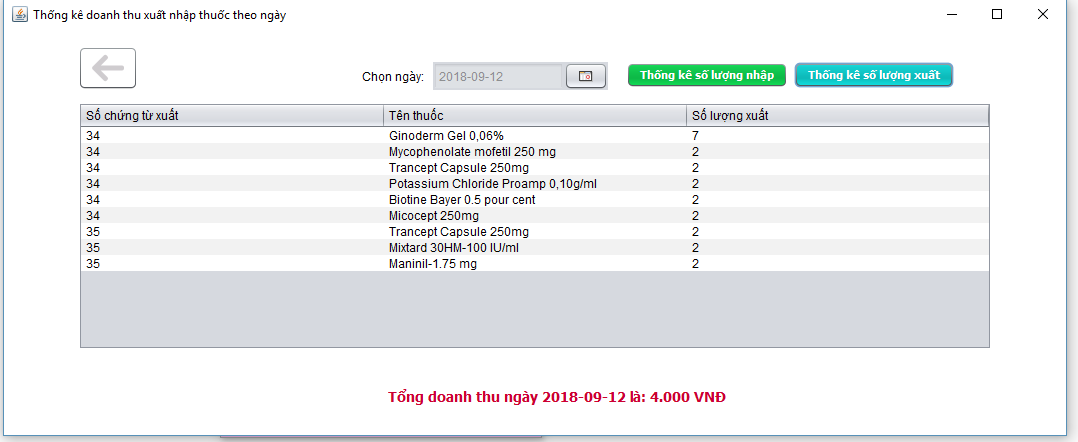 Thống kê doanh thu xuất nhập thuốc theo ngày
Chọn ngày: 2018-09-12 Thống kê số lượng nhập Thống kê số lượng xuất
Số chứng từ xuất Tên thuốc Số lượng xuất
34 Ginoderm Gel 0,06% 7
34 Mycophenolate mofetil 250 mg 2
34 Trancept Capsule 250mg 2
34 Potassium Chloride Proamp 0,10g/ml 2
34 Biotine Bayer 0.5 pour cent 2
34 Micocept 250mg 2
35 Trancept Capsule 250mg 2
35 Mixtard 30HM-100 IU/ml 2
35 Maninil-1.75 mg 2
Tổng doanh thu ngày 2018-09-12 là: 4.000 VNĐ